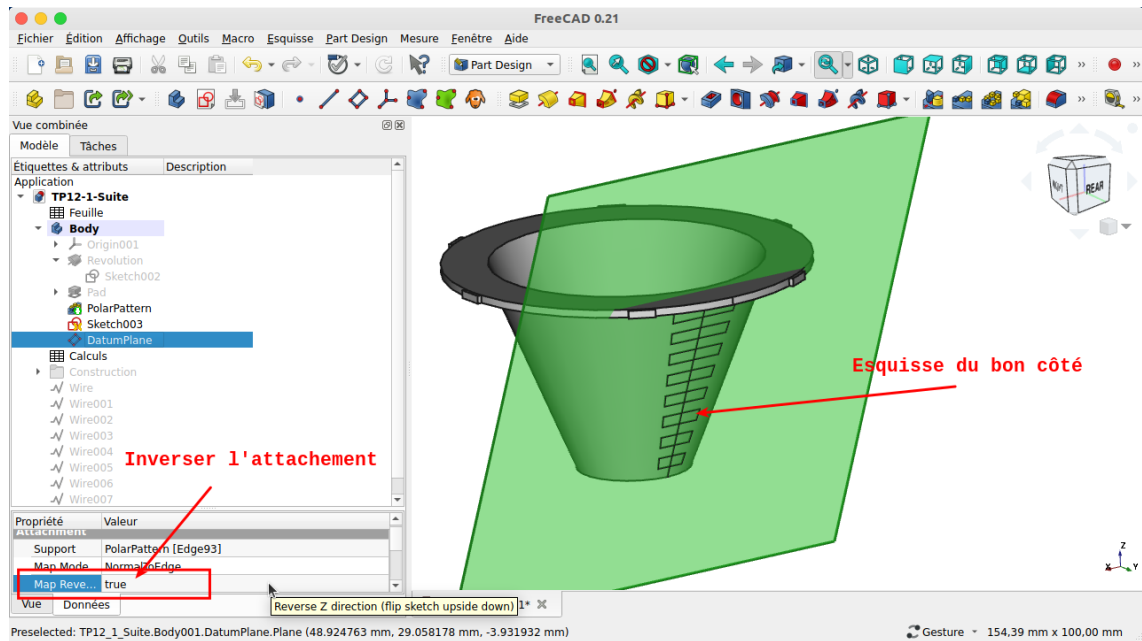 FreeCAD 0.21
Fichier Édition Affichage Outils Macro Esquisse Part Design Mesure Fenêtre Aide
Part Design
Vue combinée
Modèle Tâches
Étiquettes & attributs Description
Application
TP12-1-Suite
Feuille
Body
Origin001
Revolution
Sketch002
Pad
PolarPattern
Sketch003
DatumPlane
Calculs
Construction
Wire
Wire001
Wire002
Wire003
Wire004
Wire005
Wire006
Wire007
Inverser l'attachement
Esquisse du bon côté
REAR
Z
X Y
Propriété Valeur
Attachment
Support PolarPattern [Edge93]
Map Mode NormalToEdge
Map Reve... true
Vue Données
Reverse Z direction (flip sketch upside down)
1*
Preselected: TP12_1_Suite.Body001.DatumPlane.Plane (48.924763 mm, 29.058178 mm, -3.931932 mm)
Gesture 154,39 mm x 100,00 mm